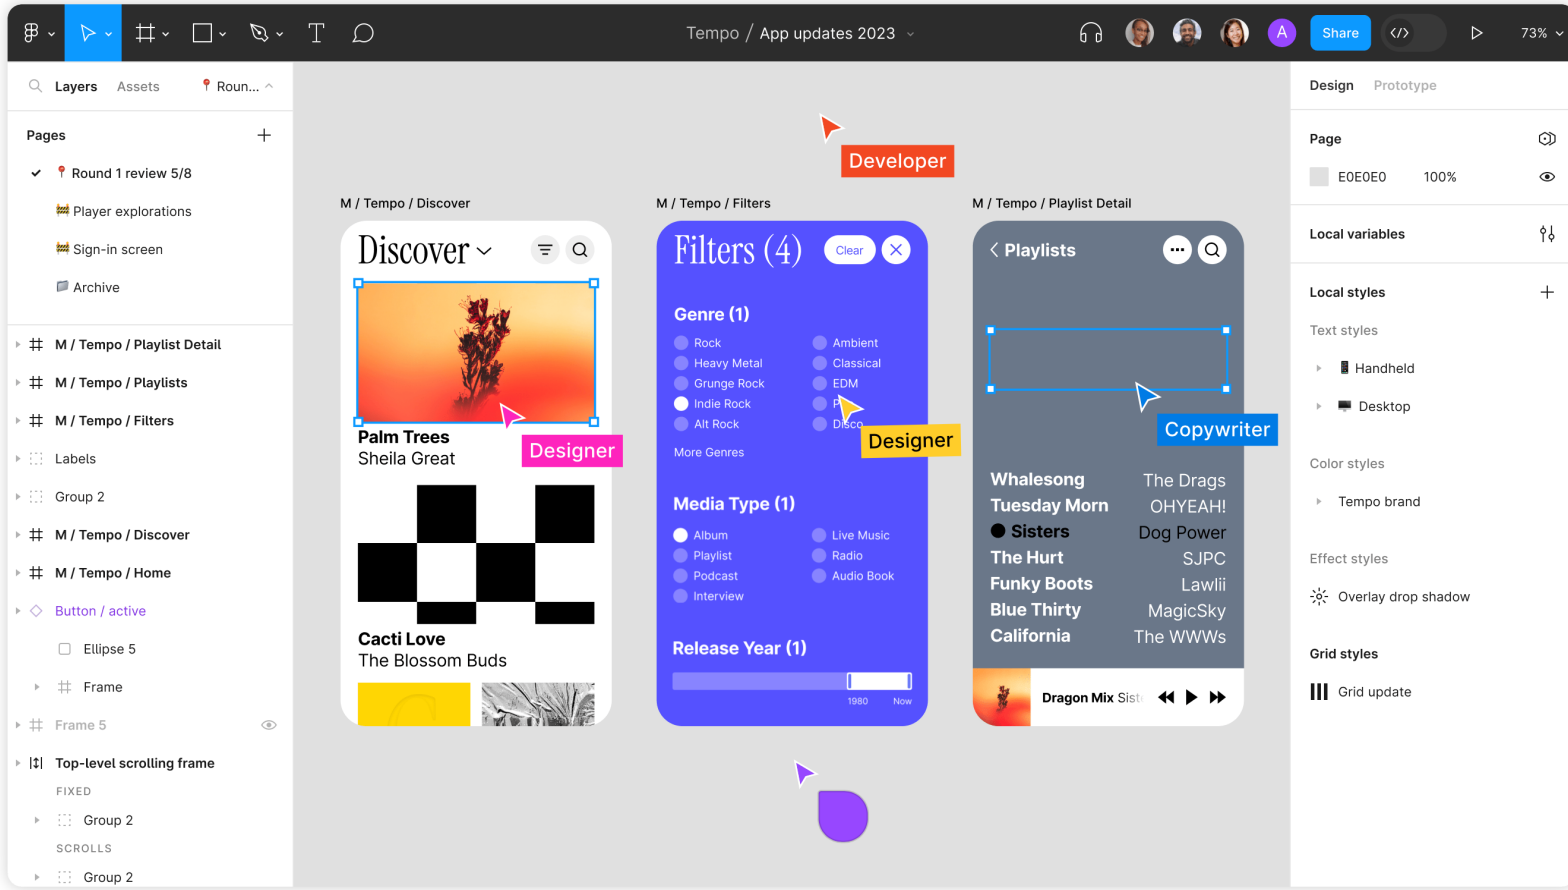 Tempo / App updates 2023
A
Share
</>
73%
Layers
Assets
Roun...
Pages
Round 1 review 5/8
Player explorations
Sign-in screen
Archive
M / Tempo / Playlist Detail
M / Tempo / Playlists
M / Tempo / Filters
Labels
Group 2
M / Tempo / Discover
M / Tempo / Home
Button / active
Ellipse 5
Frame
Frame 5
Top-level scrolling frame
FIXED
Group 2
SCROLLS
Group 2
Developer
M / Tempo / Discover
Discover
Palm Trees
Sheila Great
Designer
Cacti Love
The Blossom Buds
M / Tempo / Filters
Filters (4)
Clear
Genre (1)
Rock
Ambient
Heavy Metal
Classical
Grunge Rock
EDM
Indie Rock
Alt Rock
Disco
More Genres
Designer
Media Type (1)
Album
Live Music
Playlist
Radio
Podcast
Audio Book
Interview
Release Year (1)
1980
Now
M / Tempo / Playlist Detail
Playlists
Copywriter
Whalesong The Drags
Tuesday Morn OHYEAH!
Sisters Dog Power
The Hurt SJPC
Funky Boots Lawlii
Blue Thirty MagicSky
California The WWWs
Dragon Mix Sist
Design
Prototype
Page
E0E0E0
100%
Local variables
Local styles
Text styles
Handheld
Desktop
Color styles
Tempo brand
Effect styles
Overlay drop shadow
Grid styles
Grid update